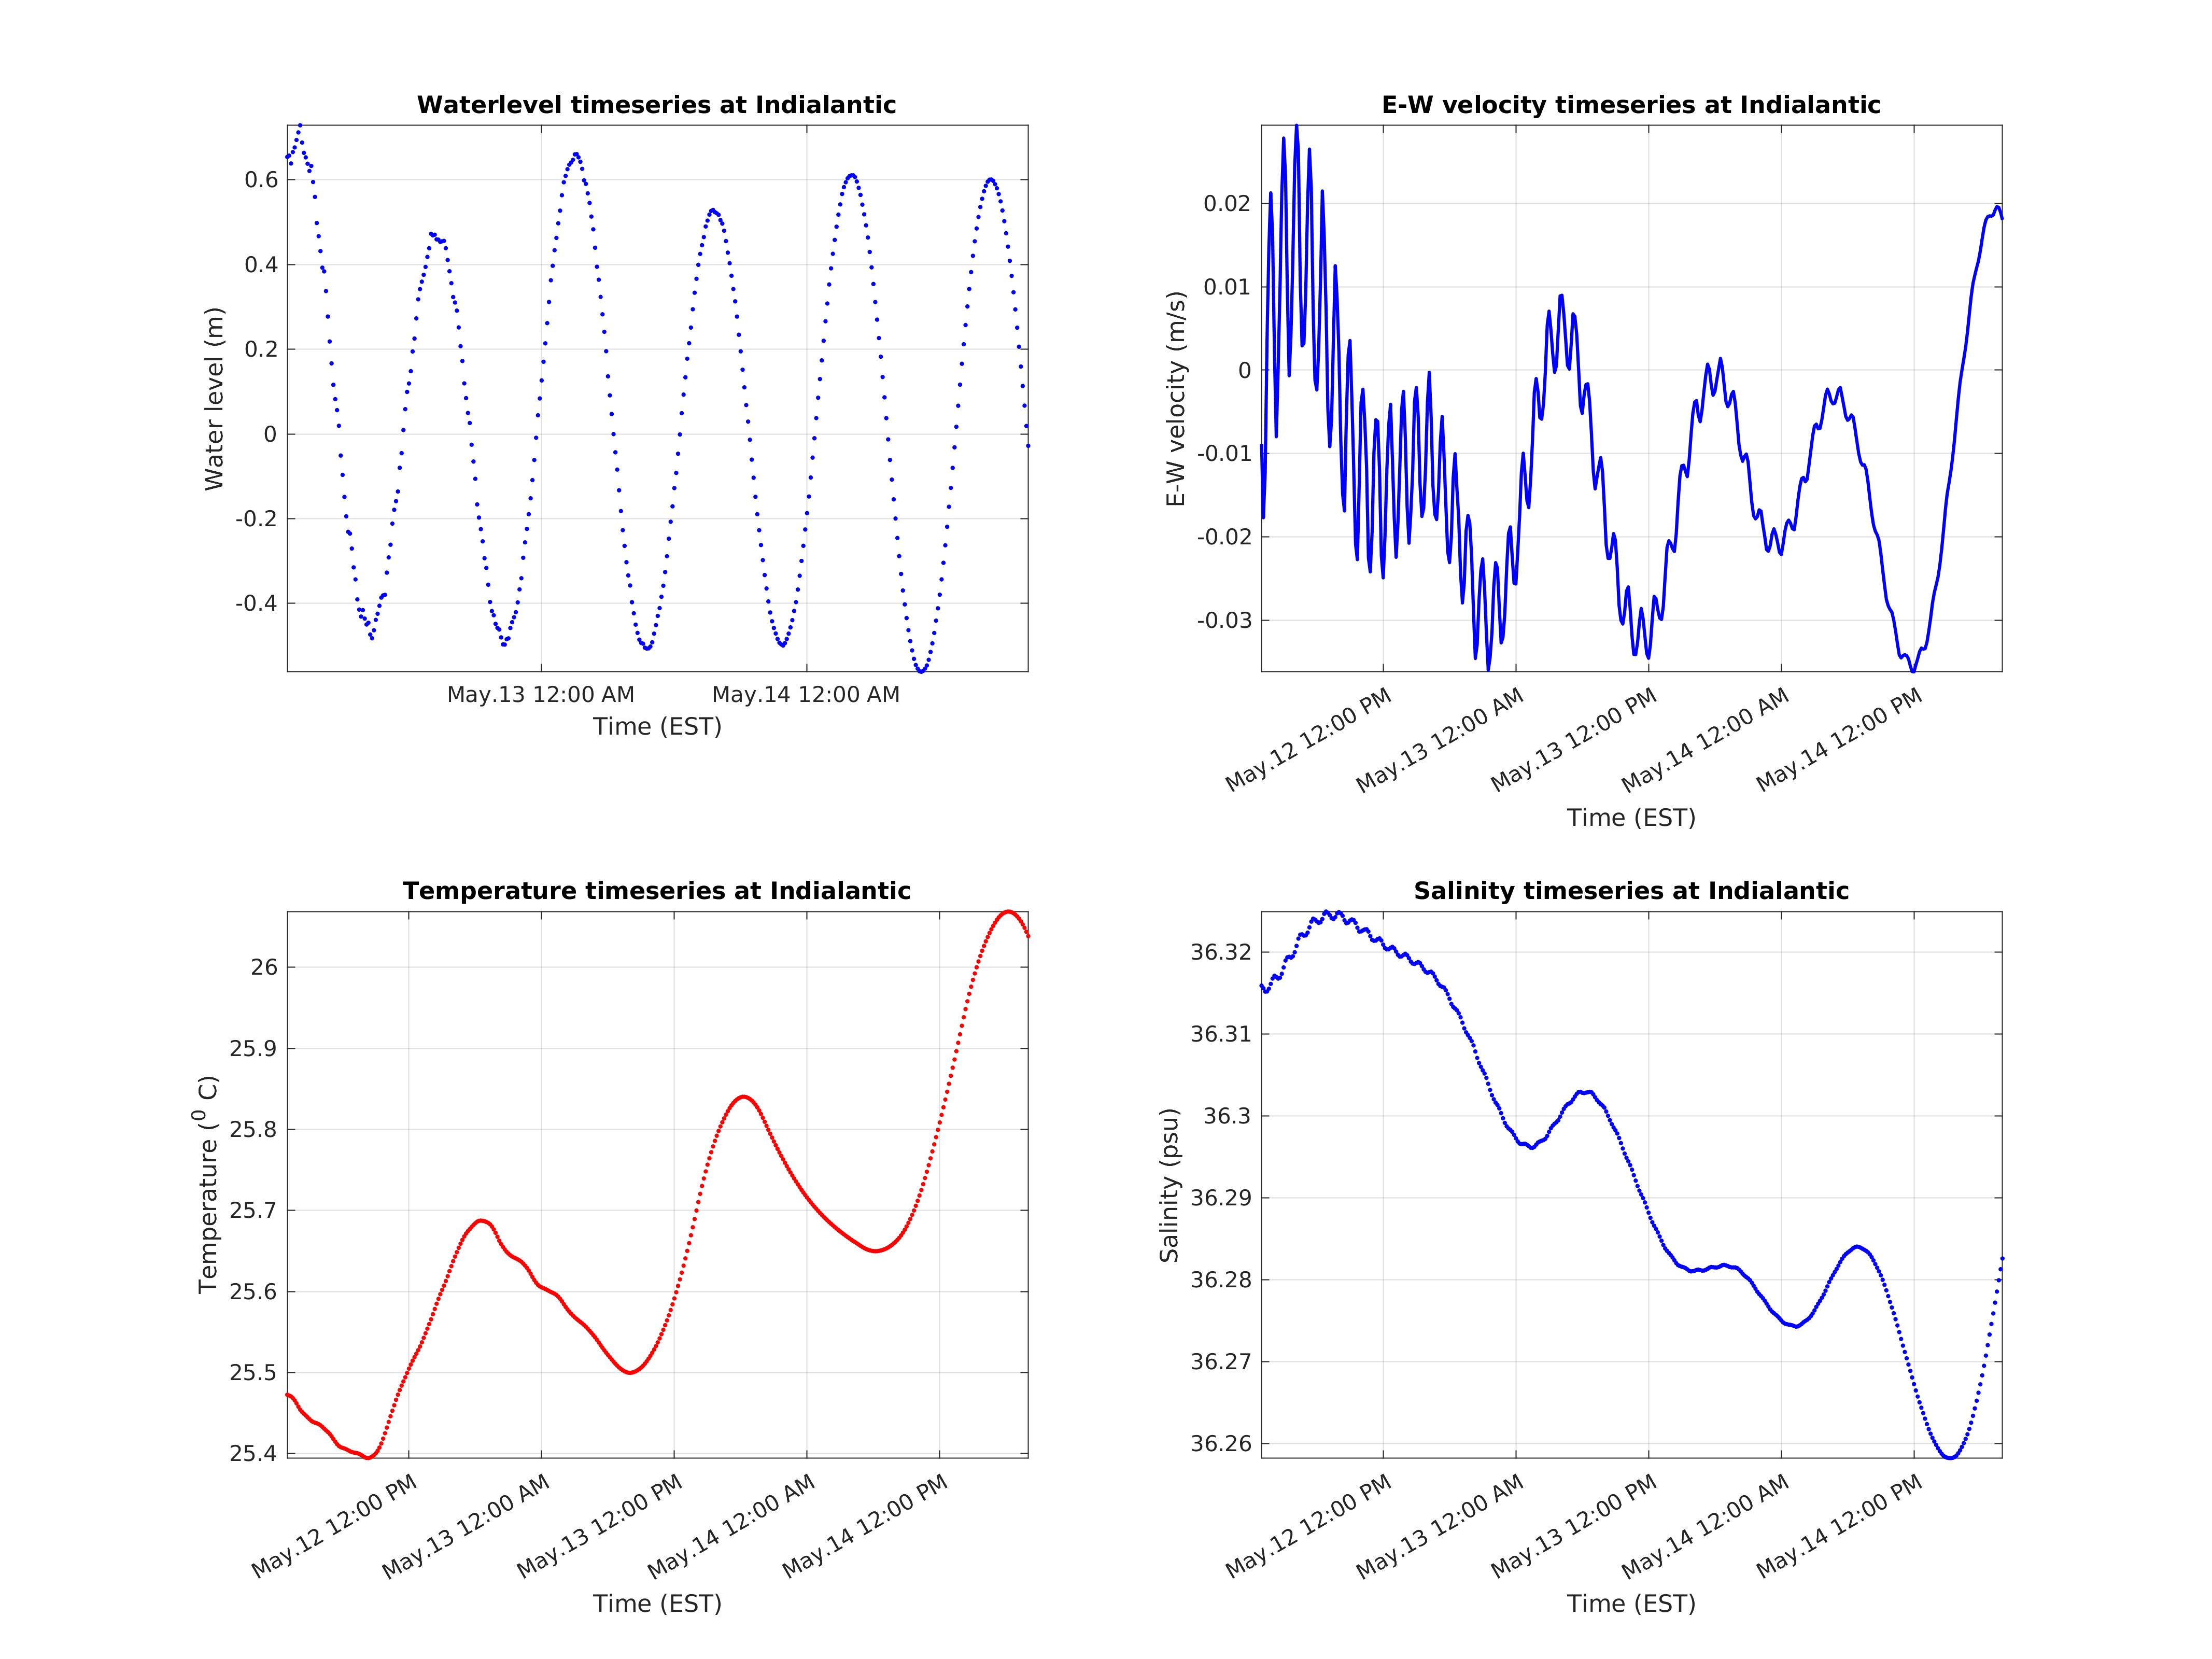 Waterlevel timeseries at Indialantic
0.6
0.4
0.2
0
-0.2
-0.4
Water level (m)
May.13 12:00 AM
May.14 12:00 AM
Time (EST)
E-W velocity timeseries at Indialantic
0.02
0.01
0
-0.01
-0.02
-0.03
E-W velocity (m/s)
May.12 12:00 PM
May.13 12:00 AM
May.13 12:00 PM
May.14 12:00 AM
May.14 12:00 PM
Time (EST)
Temperature timeseries at Indialantic
26
25.9
25.8
25.7
25.6
25.5
25.4
Temperature (⁰ C)
May.12 12:00 PM
May.13 12:00 AM
May.13 12:00 PM
May.14 12:00 AM
May.14 12:00 PM
Time (EST)
Salinity timeseries at Indialantic
36.32
36.31
36.3
36.29
36.28
36.27
36.26
Salinity (psu)
May.12 12:00 PM
May.13 12:00 AM
May.13 12:00 PM
May.14 12:00 AM
May.14 12:00 PM
Time (EST)